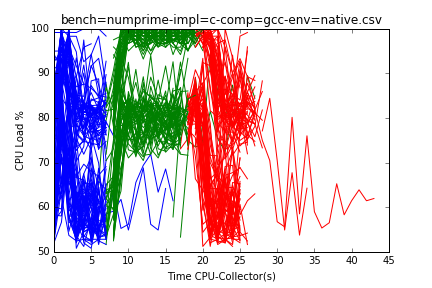 bench=numprime-impl=c-comp=gcc-env=native.csv
100
90
80
70
60
50
CPU Load %
0 5 10 15 20 25 30 35 40 45
Time CPU-Collector(s)